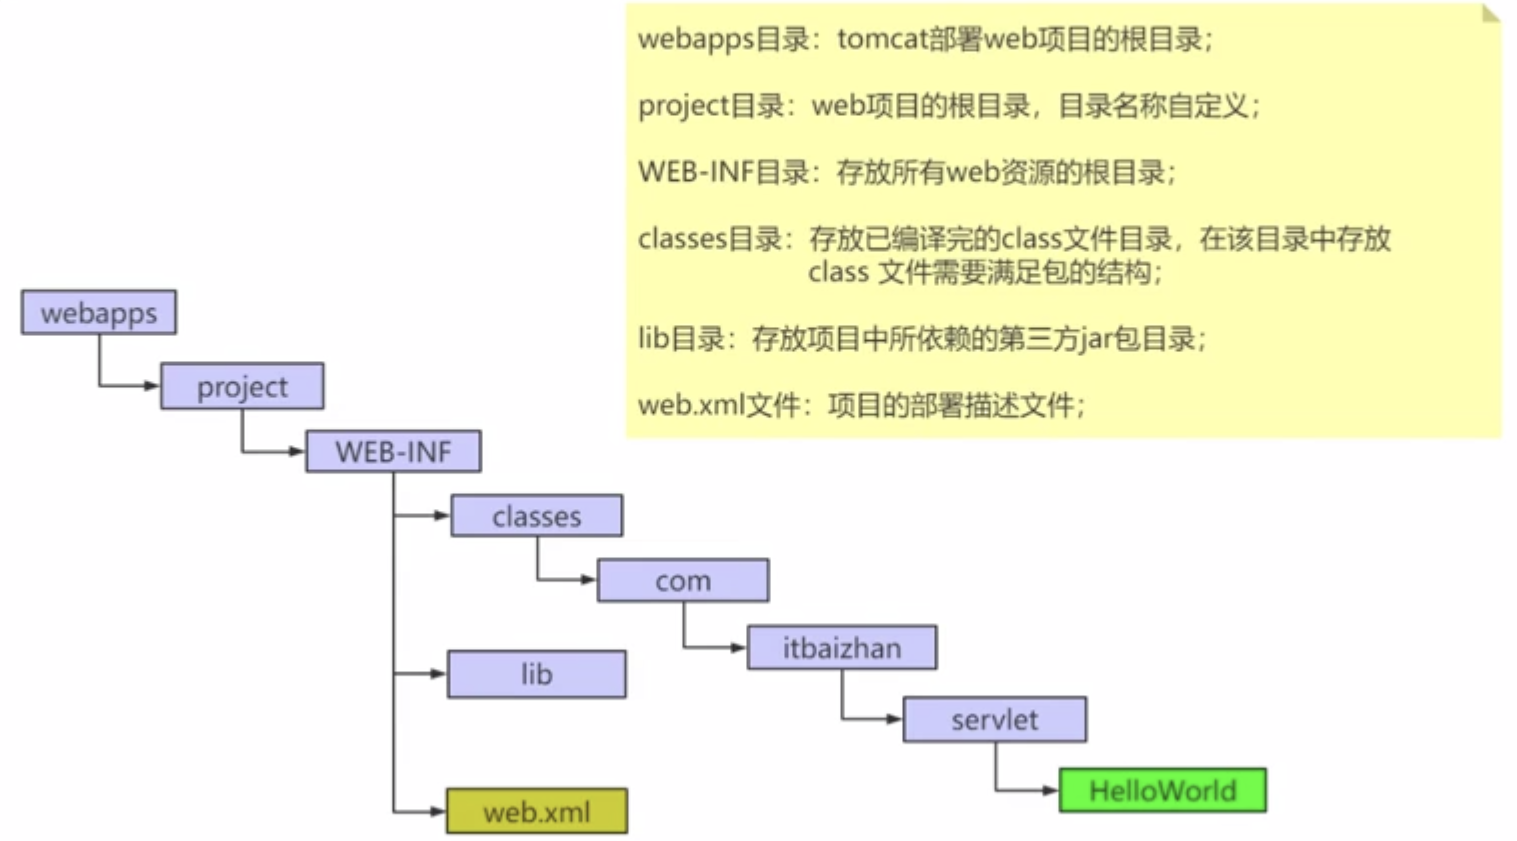 webapps目录：tomcat部署web项目的根目录；
project目录：web项目的根目录，目录名称自定义；
WEB-INF目录：存放所有web资源的根目录；
classes目录：存放已编译完的class文件目录，在该目录中存放
class 文件需要满足包的结构；
lib目录：存放项目中所依赖的第三方jar包目录；
web.xml文件：项目的部署描述文件；
webapps
project
WEB-INF
classes
com
itbaizhan
lib
servlet
HelloWorld
web.xml